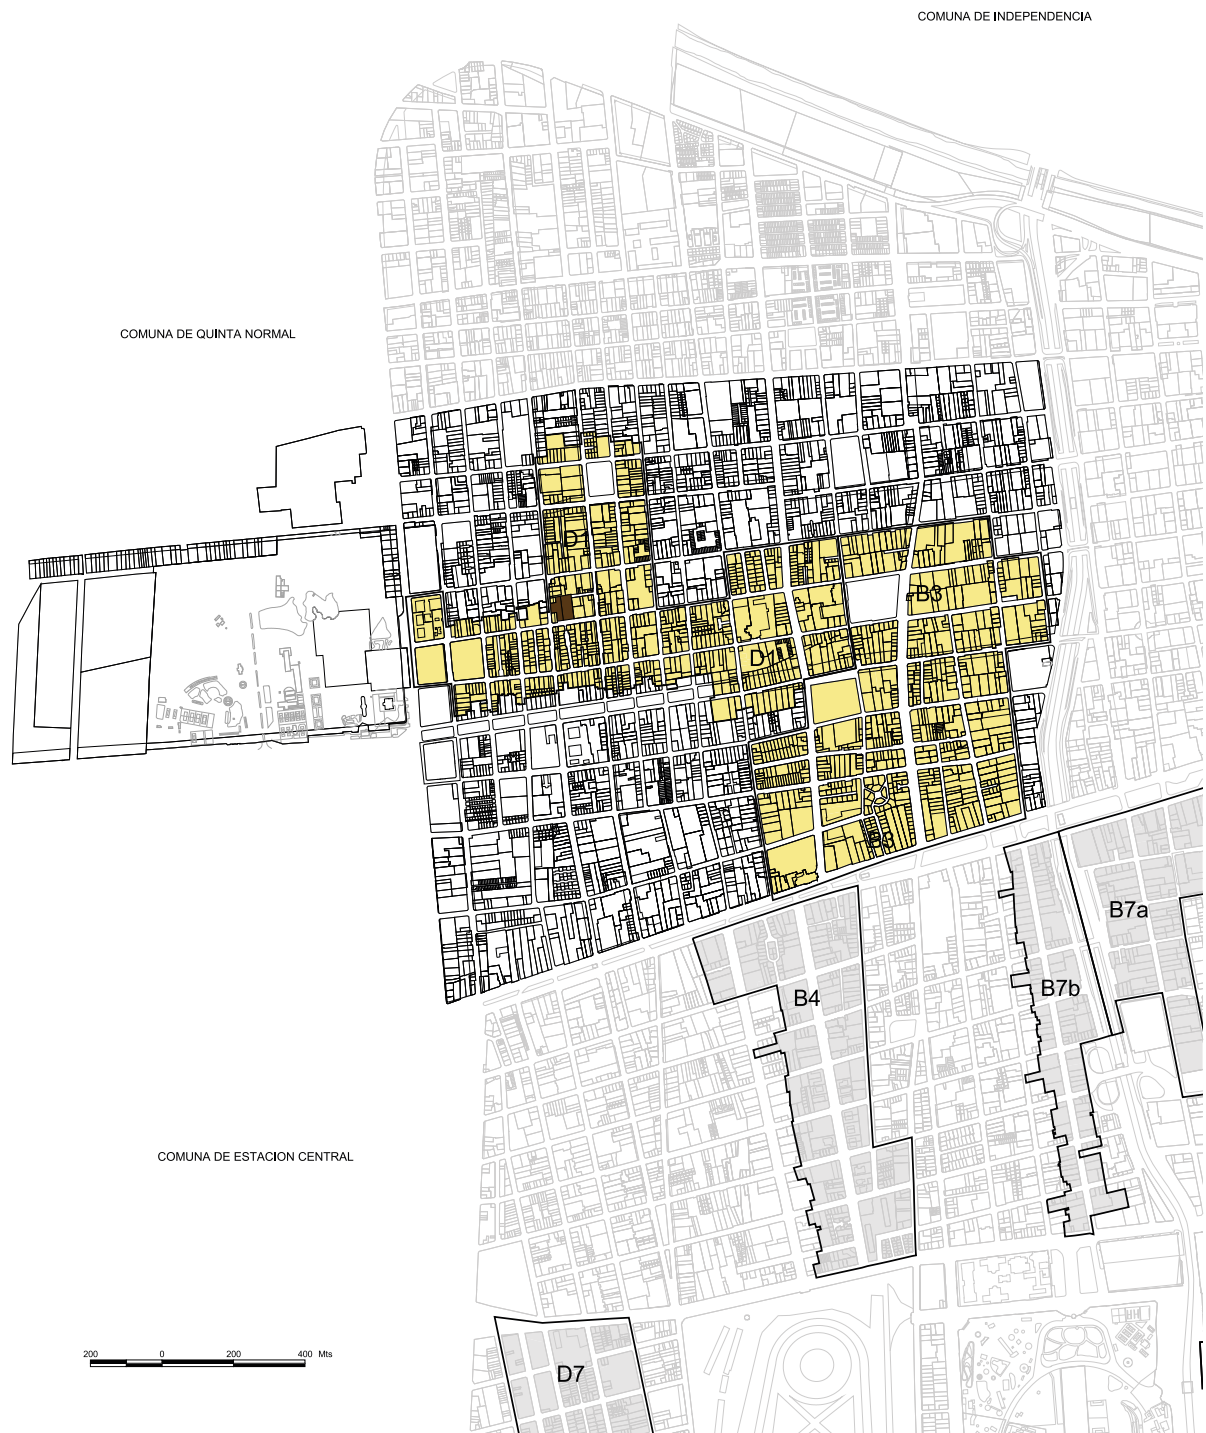 COMUNA DE INDEPENDENCIA
COMUNA DE QUINTA NORMAL
D1
B3
D1
B3
B7a
B4
B7b
COMUNA DE ESTACION CENTRAL
200 0 200 400 Mts
D7